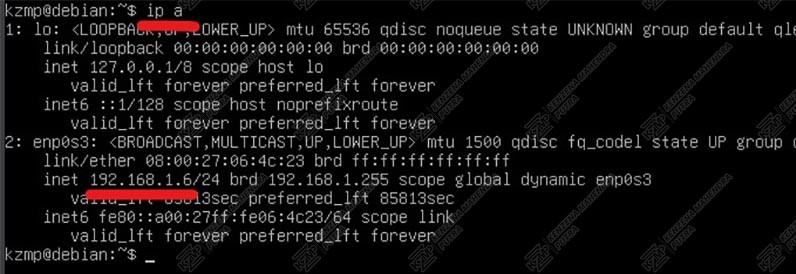 kzmp@debian:~$ ip a
1: lo: <LOOPBACK,UP,LOWER_UP> mtu 65536 qdisc noqueue state UNKNOWN group default qle
link/loopback 00:00:00:00:00:00 brd 00:00:00:00:00:00
inet 127.0.0.1/8 scope host lo
valid_lft forever preferred_lft forever
inet6 ::1/128 scope host noprefixroute
valid_lft forever preferred_lft forever
2: enp0s3: <BROADCAST,MULTICAST,UP,LOWER_UP> mtu 1500 qdisc fq_codel state UP group
link/ether 08:00:27:06:4c:23 brd ff:ff:ff:ff:ff:ff
inet 192.168.1.6/24 brd 192.168.1.255 scope global dynamic enp0s3
valid_lft 85813sec preferred_lft 85813sec
inet6 fe80::a00:27ff:fe06:4c23/64 scope link
valid_lft forever preferred_lft forever
kzmp@debian:~$ _